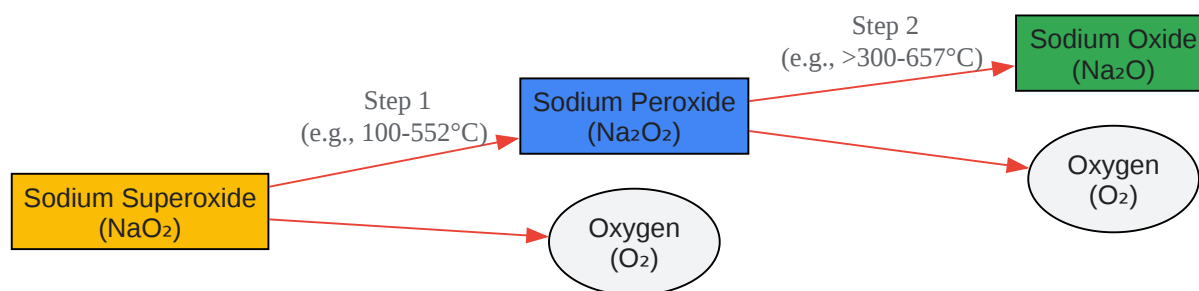 Sodium Superoxide
(NaO₂)
Step 1
(e.g., 100-552°C)
Sodium Peroxide
(Na₂O₂)
Oxygen
(O₂)
Step 2
(e.g., >300-657°C)
Sodium Oxide
(Na₂O)
Oxygen
(O₂)